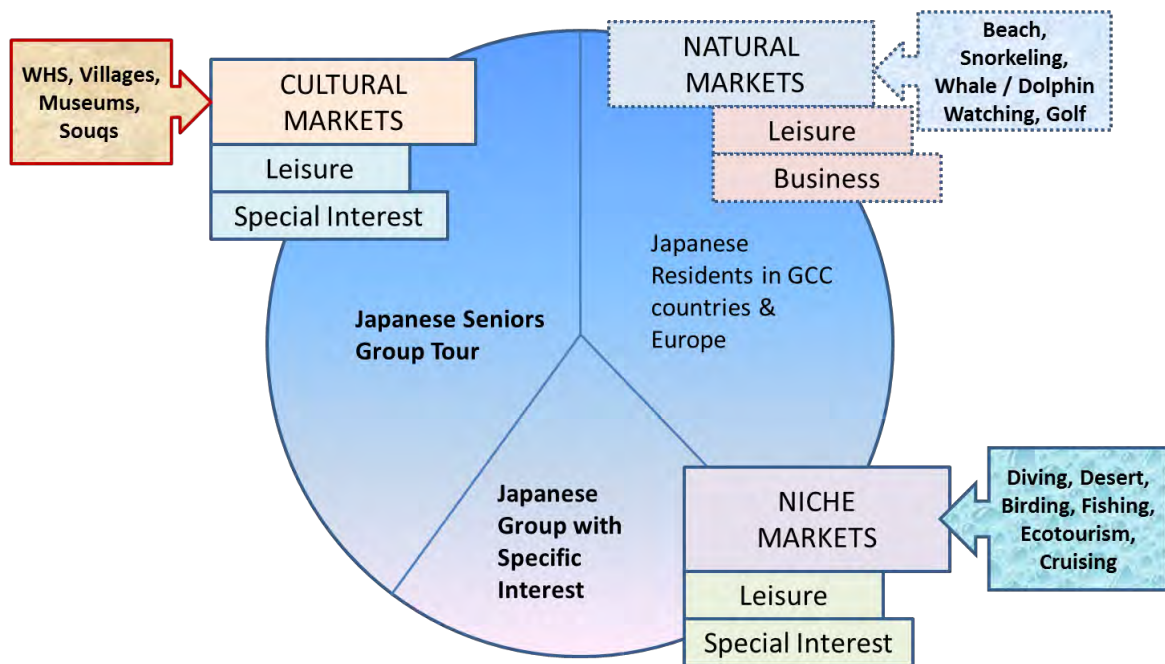 WHS, Villages,
Museums,
Souqs
CULTURAL
MARKETS
Leisure
Special Interest
NATURAL
MARKETS
Leisure
Business
Beach,
Snorkeling,
Whale / Dolphin
Watching, Golf
Japanese Seniors
Group Tour
Japanese
Residents in GCC
countries &
Europe
Japanese
Group with
Specific
Interest
NICHE
MARKETS
Leisure
Special Interest
Diving, Desert,
Birding, Fishing,
Ecotourism,
Cruising